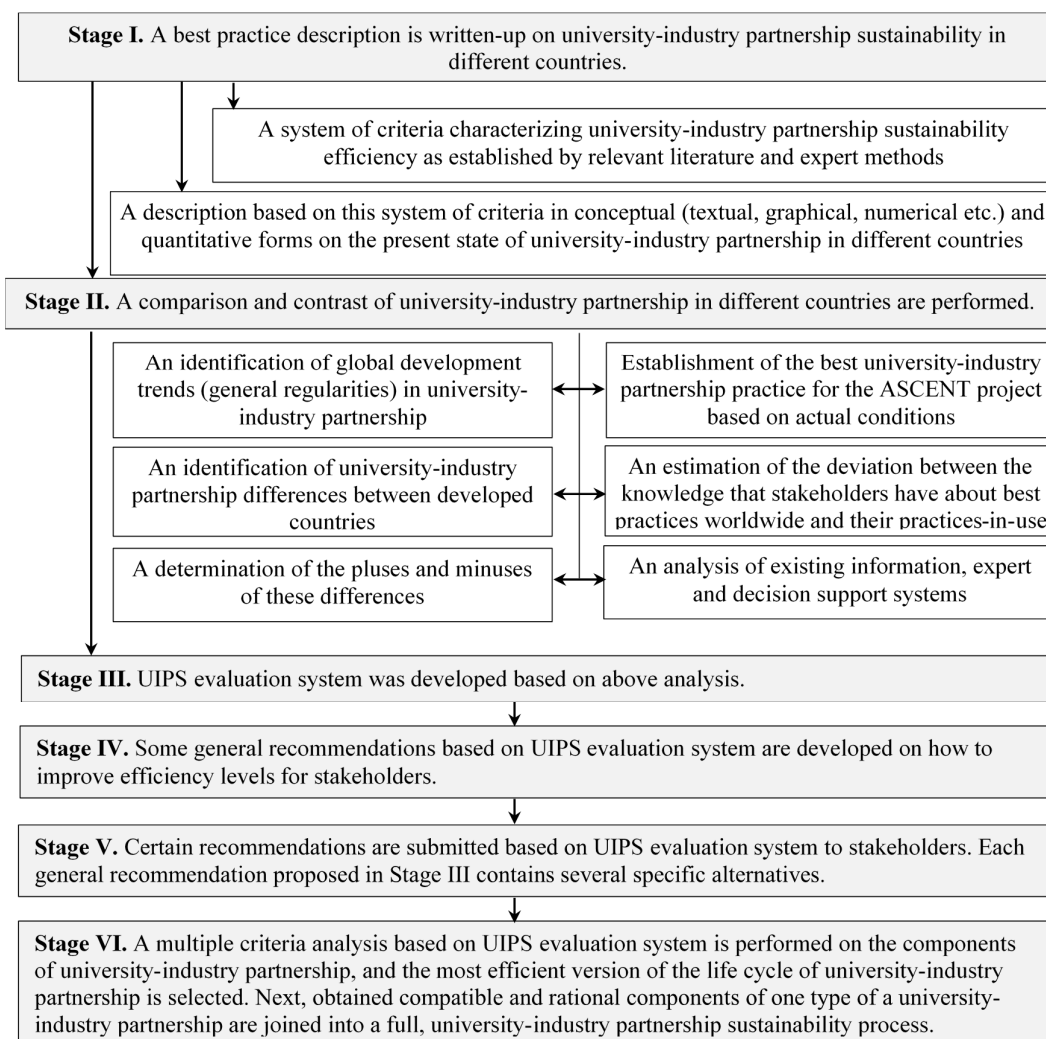 Stage I. A best practice description is written-up on university-industry partnership sustainability in
different countries.
A system of criteria characterizing university-industry partnership sustainability
efficiency as established by relevant literature and expert methods
A description based on this system of criteria in conceptual (textual, graphical, numerical etc.) and
quantitative forms on the present state of university-industry partnership in different countries
Stage II. A comparison and contrast of university-industry partnership in different countries are performed.
An identification of global development
trends (general regularities) in university-
industry partnership
Establishment of the best university-industry
partnership practice for the ASCENT project
based on actual conditions
An identification of university-industry
partnership differences between developed
countries
An estimation of the deviation between the
knowledge that stakeholders have about best
practices worldwide and their practices-in-use
A determination of the pluses and minuses
of these differences
An analysis of existing information, expert
and decision support systems
Stage III. UIPS evaluation system was developed based on above analysis.
Stage IV. Some general recommendations based on UIPS evaluation system are developed on how to
improve efficiency levels for stakeholders.
Stage V. Certain recommendations are submitted based on UIPS evaluation system to stakeholders. Each
general recommendation proposed in Stage III contains several specific alternatives.
Stage VI. A multiple criteria analysis based on UIPS evaluation system is performed on the components
of university-industry partnership, and the most efficient version of the life cycle of university-industry
partnership is selected. Next, obtained compatible and rational components of one type of a university-
industry partnership are joined into a full, university-industry partnership sustainability process.